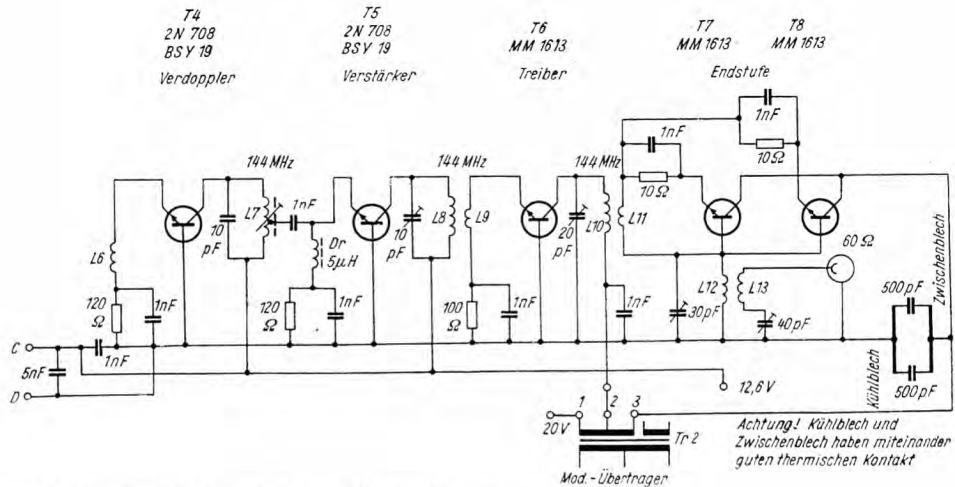 T4
2N 708
BSY 19
Verdoppler
T5
2N 708
BSY 19
Verstärker
T6
MM 1613
Treiber
T7
MM 1613
T8
MM 1613
Endstufe
1nF
10Ω
1nF
10Ω
144 MHz
L7
10
pF
1nF
Dr
5µH
144 MHz
10
pF
L8
L9
144 MHz
20
pF
L10
L11
L6
120
Ω
1nF
120
Ω
1nF
100
Ω
1nF
1nF
30pF
L12
L13
40pF
60 Ω
500 pF
500 pF
Zwischenblech
Kühlblech
C
5nF
D
1nF
12,6 V
20V
1
2
3
Tr 2
Mod.-Übertrager
Achtung! Kühlblech und
Zwischenblech haben miteinander
guten thermischen Kontakt